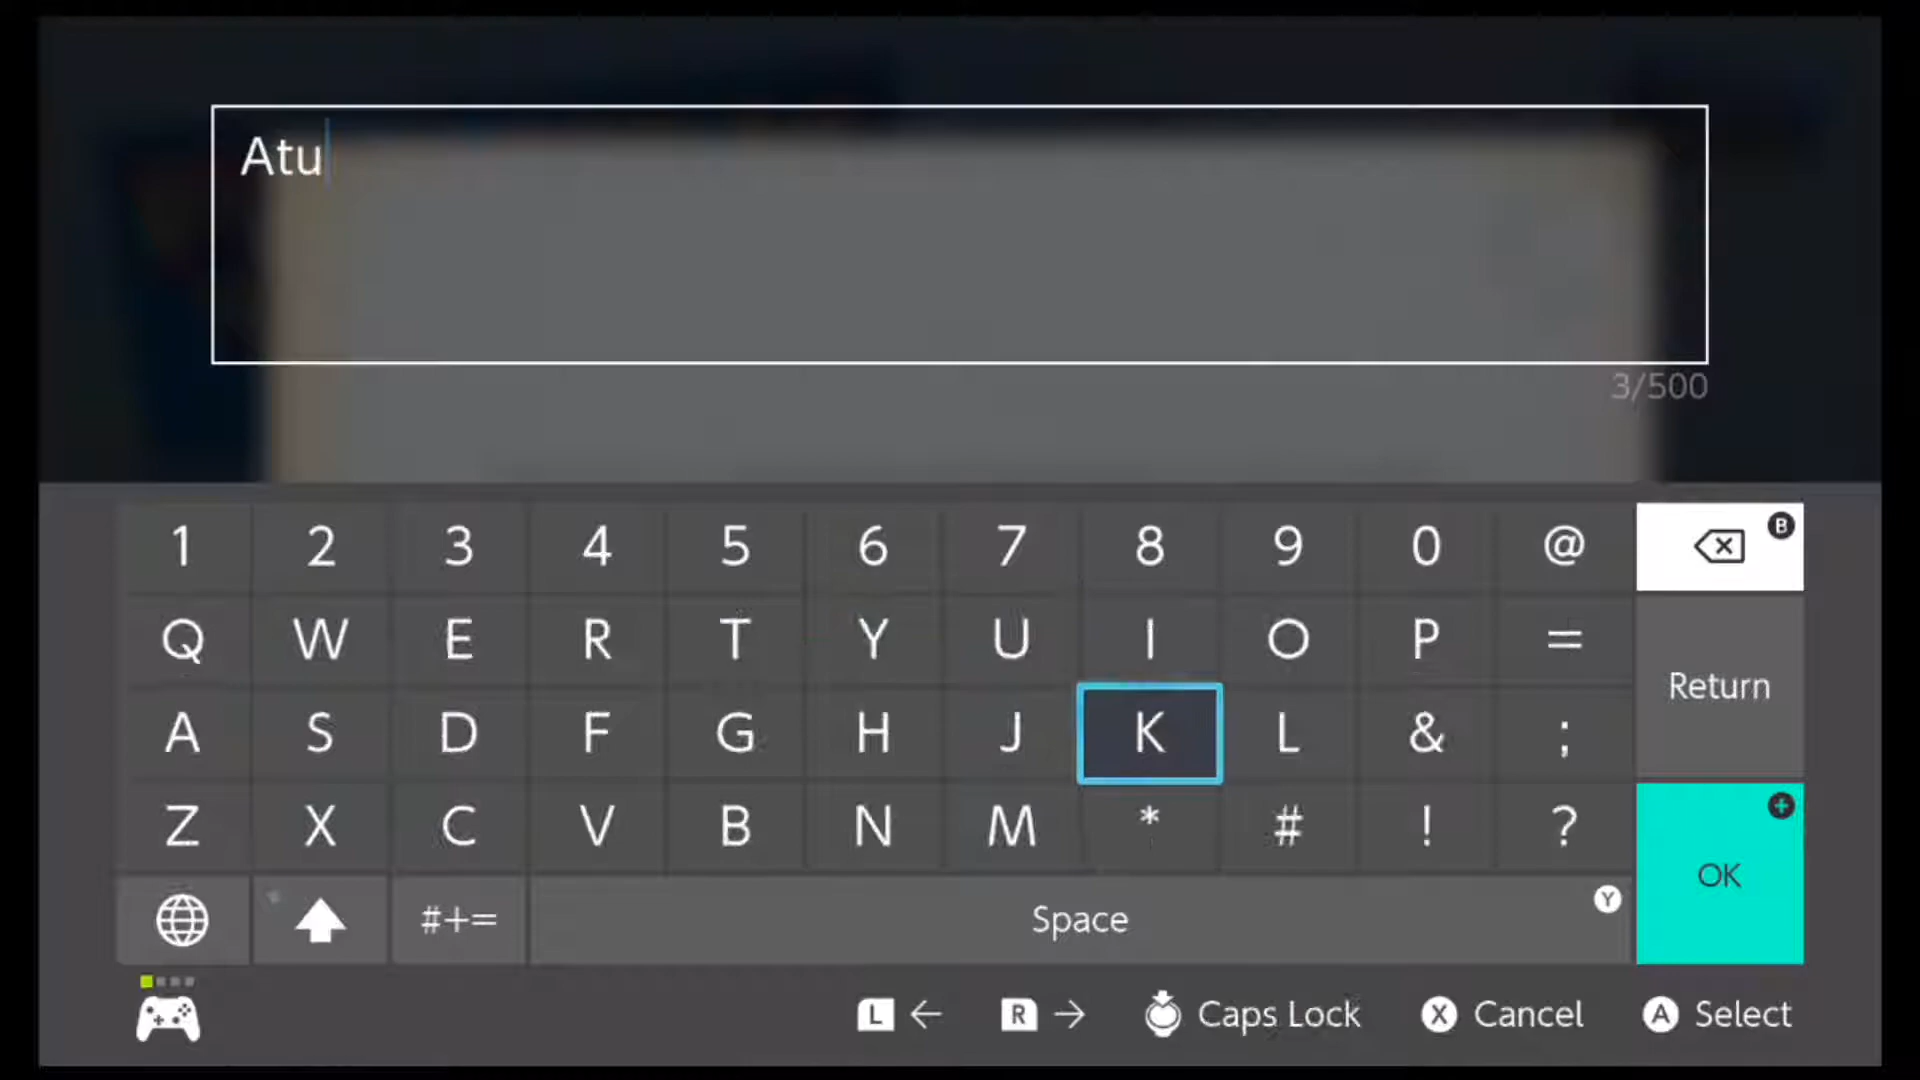 Atu
3/500
1 2 3 4 5 6 7 8 9 0 @ B
Q W E R T Y U I O P =
Return
A S D F G H J K L & ;
Z X C V B N M * # ! ?
+
OK
#+= Space Y
L ← R → Caps Lock X Cancel A Select